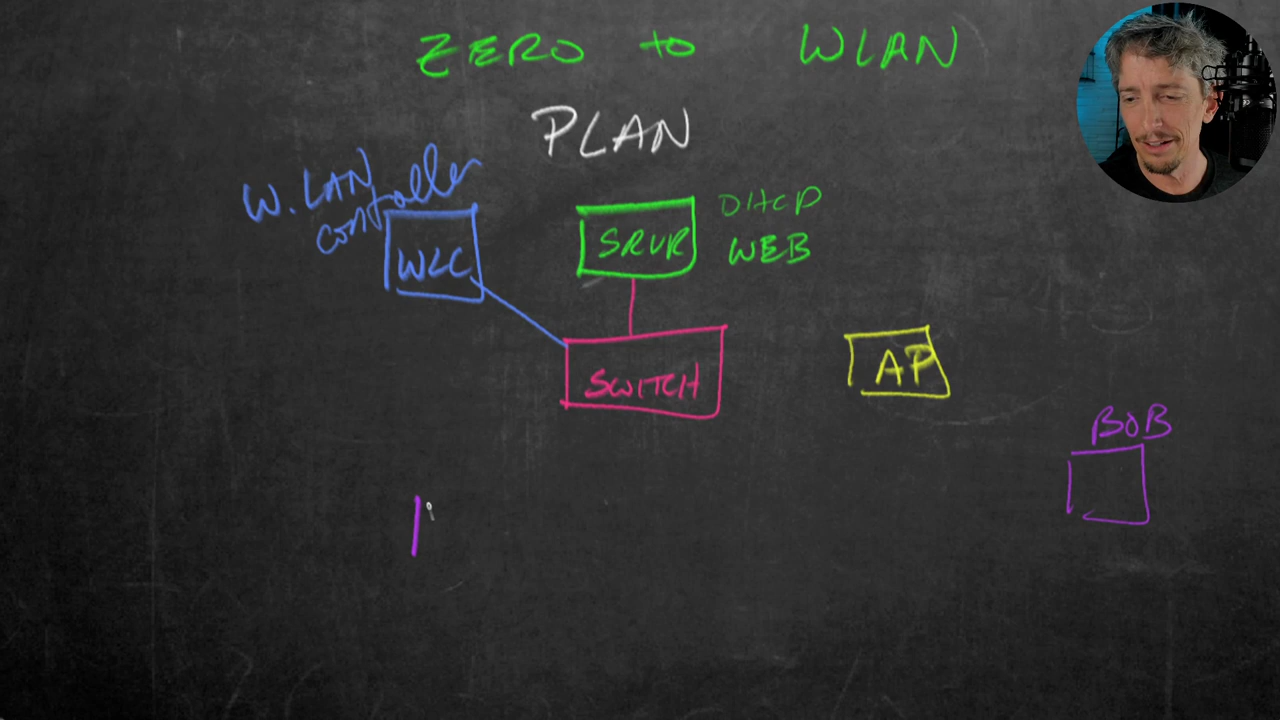 ZERO to WLAN
PLAN
W. LAN
controller
WLC
SRVR
DHCP
WEB
SWITCH
AP
BOB